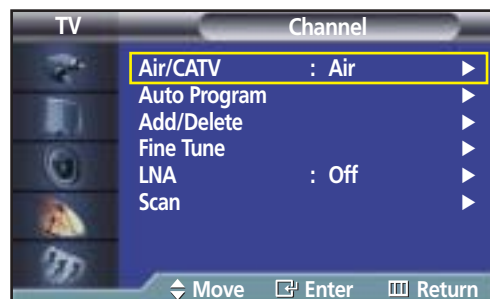 TV Channel
Air/CATV : Air
Auto Program
Add/Delete
Fine Tune
LNA : Off
Scan
Move Enter Return